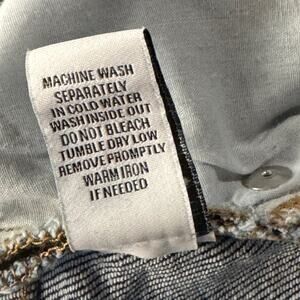 MACHINE WASH
SEPARATELY
IN COLD WATER
WASH INSIDE OUT
DO NOT BLEACH
TUMBLE DRY LOW
REMOVE PROMPTLY
WARM IRON
IF NEEDED